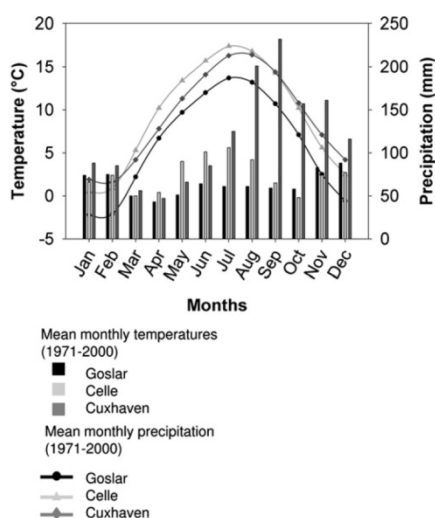 20
15
10
5
0
-5
Temperature (°C)
250
200
150
100
50
0
Precipitation (mm)
Jan
Feb
Mar
Apr
May
Jun
Jul
Aug
Sep
Oct
Nov
Dec
Months
Mean monthly temperatures
(1971-2000)
Goslar
Celle
Cuxhaven
Mean monthly precipitation
(1971-2000)
Goslar
Celle
Cuxhaven